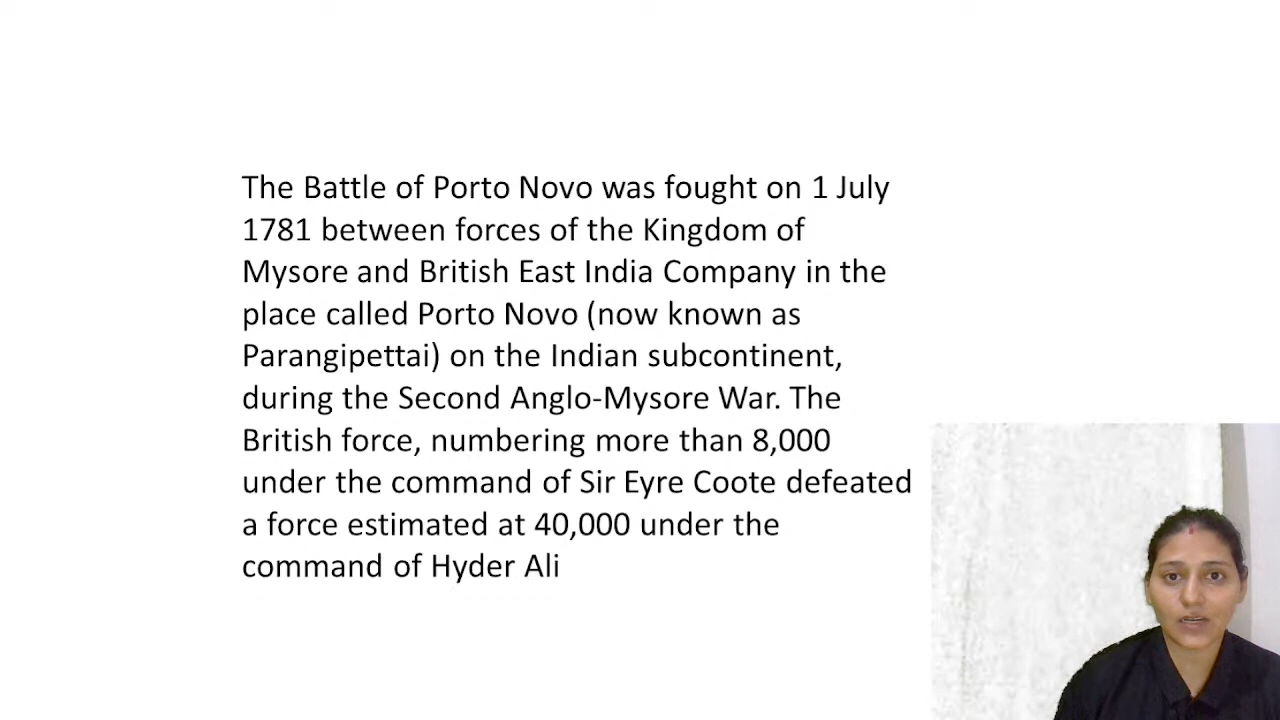 The Battle of Porto Novo was fought on 1 July
1781 between forces of the Kingdom of
Mysore and British East India Company in the
place called Porto Novo (now known as
Parangipettai) on the Indian subcontinent,
during the Second Anglo-Mysore War. The
British force, numbering more than 8,000
under the command of Sir Eyre Coote defeated
a force estimated at 40,000 under the
command of Hyder Ali